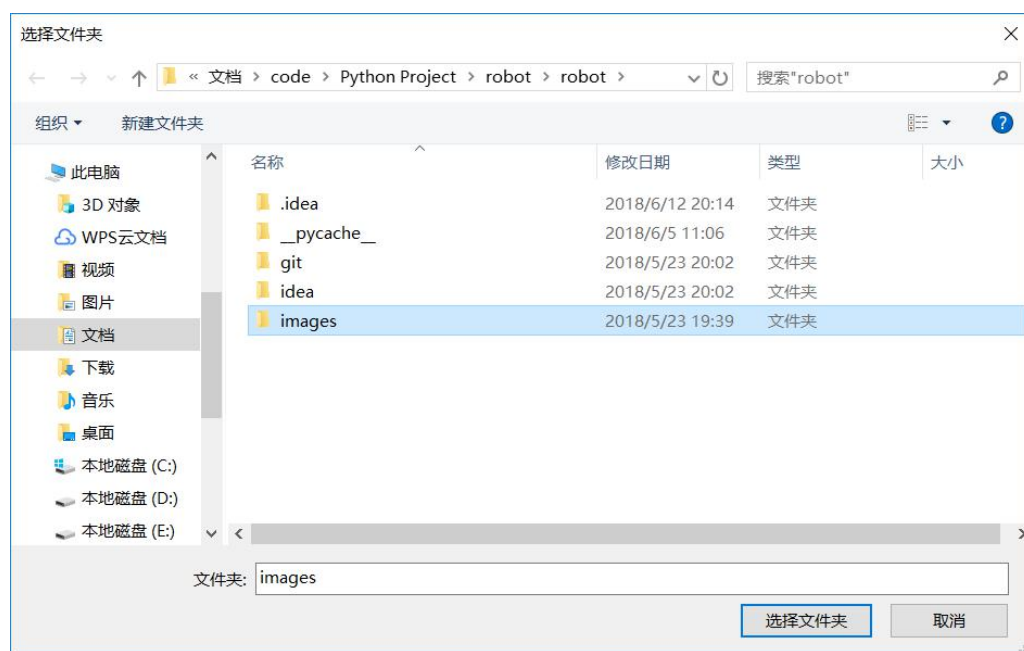 选择文件夹
« 文档 > code > Python Project > robot > robot >
搜索"robot"
组织
新建文件夹
名称 修改日期 类型 大小
此电脑
3D 对象
WPS云文档
视频
图片
文档
下载
音乐
桌面
本地磁盘 (C:)
本地磁盘 (D:)
本地磁盘 (E:)
.idea 2018/6/12 20:14 文件夹
__pycache__ 2018/6/5 11:06 文件夹
git 2018/5/23 20:02 文件夹
idea 2018/5/23 20:02 文件夹
images 2018/5/23 19:39 文件夹
文件夹: images
选择文件夹 取消